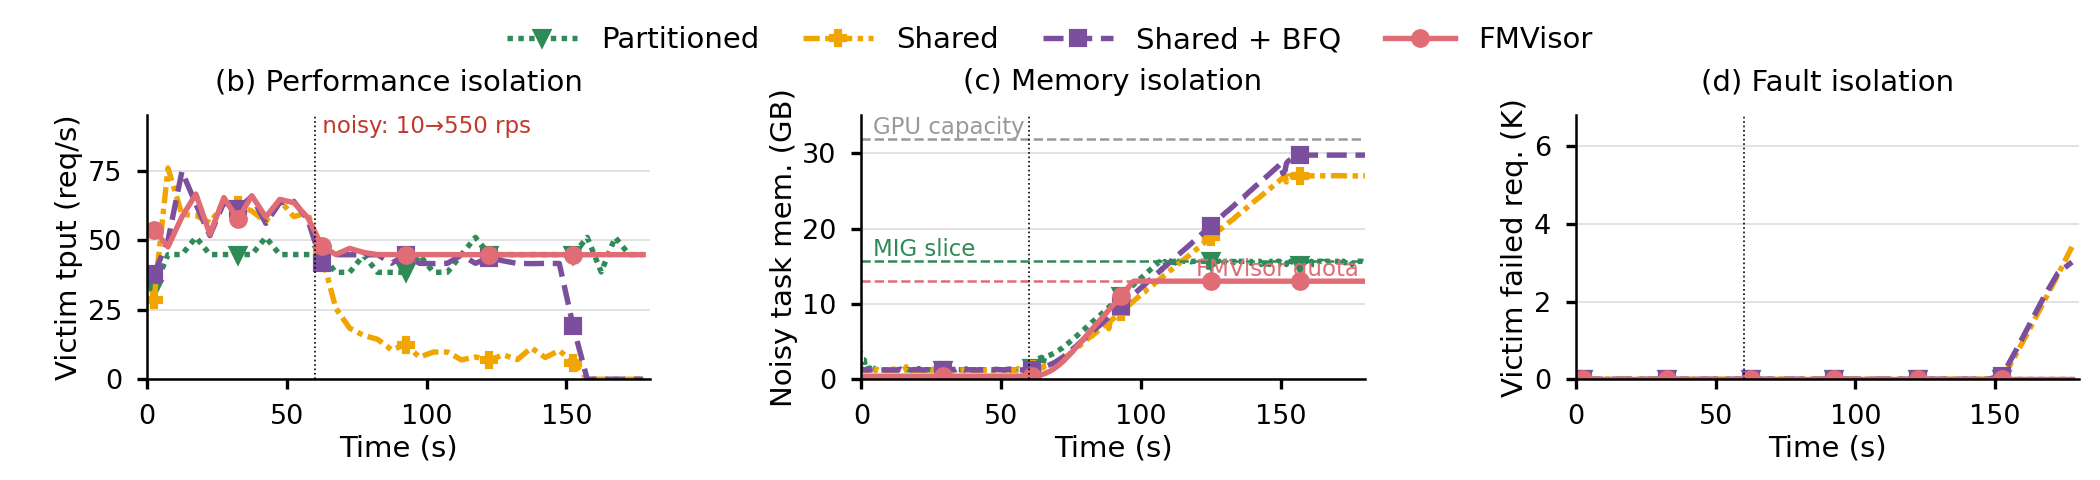 Partitioned Shared Shared + BFQ FMVisor
(b) Performance isolation
Victim tput (req/s)
75
50
25
0
noisy: 10→550 rps
0 50 100 150
Time (s)
(c) Memory isolation
Noisy task mem. (GB)
30
20
10
0
GPU capacity
MIG slice
FMVisor quota
0 50 100 150
Time (s)
(d) Fault isolation
Victim failed req. (K)
6
4
2
0
0 50 100 150
Time (s)